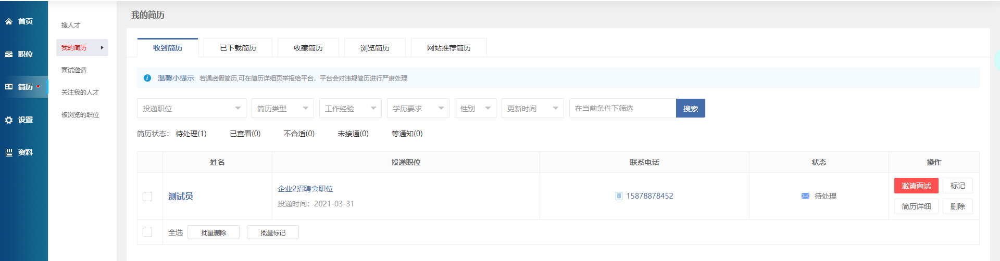 首页
职位
简历
设置
资料
搜人才
我的简历
面试邀请
关注我的人才
被浏览的职位
我的简历
收到简历 已下载简历 收藏简历 浏览简历 网站推荐简历
温馨小提示 若遇虚假简历,可在简历详细页举报给平台，平台会对违规简历进行严肃处理
投递职位 简历类型 工作经验 学历要求 性别 更新时间 在当前条件下筛选 搜索
简历状态： 待处理(1) 已查看(0) 不合适(0) 未接通(0) 等通知(0)
姓名 投递职位 联系电话 状态 操作
测试员 企业2招聘会职位 15878878452 待处理 邀请面试 标记
投递时间：2021-03-31 简历详细 删除
全选 批量删除 批量标记